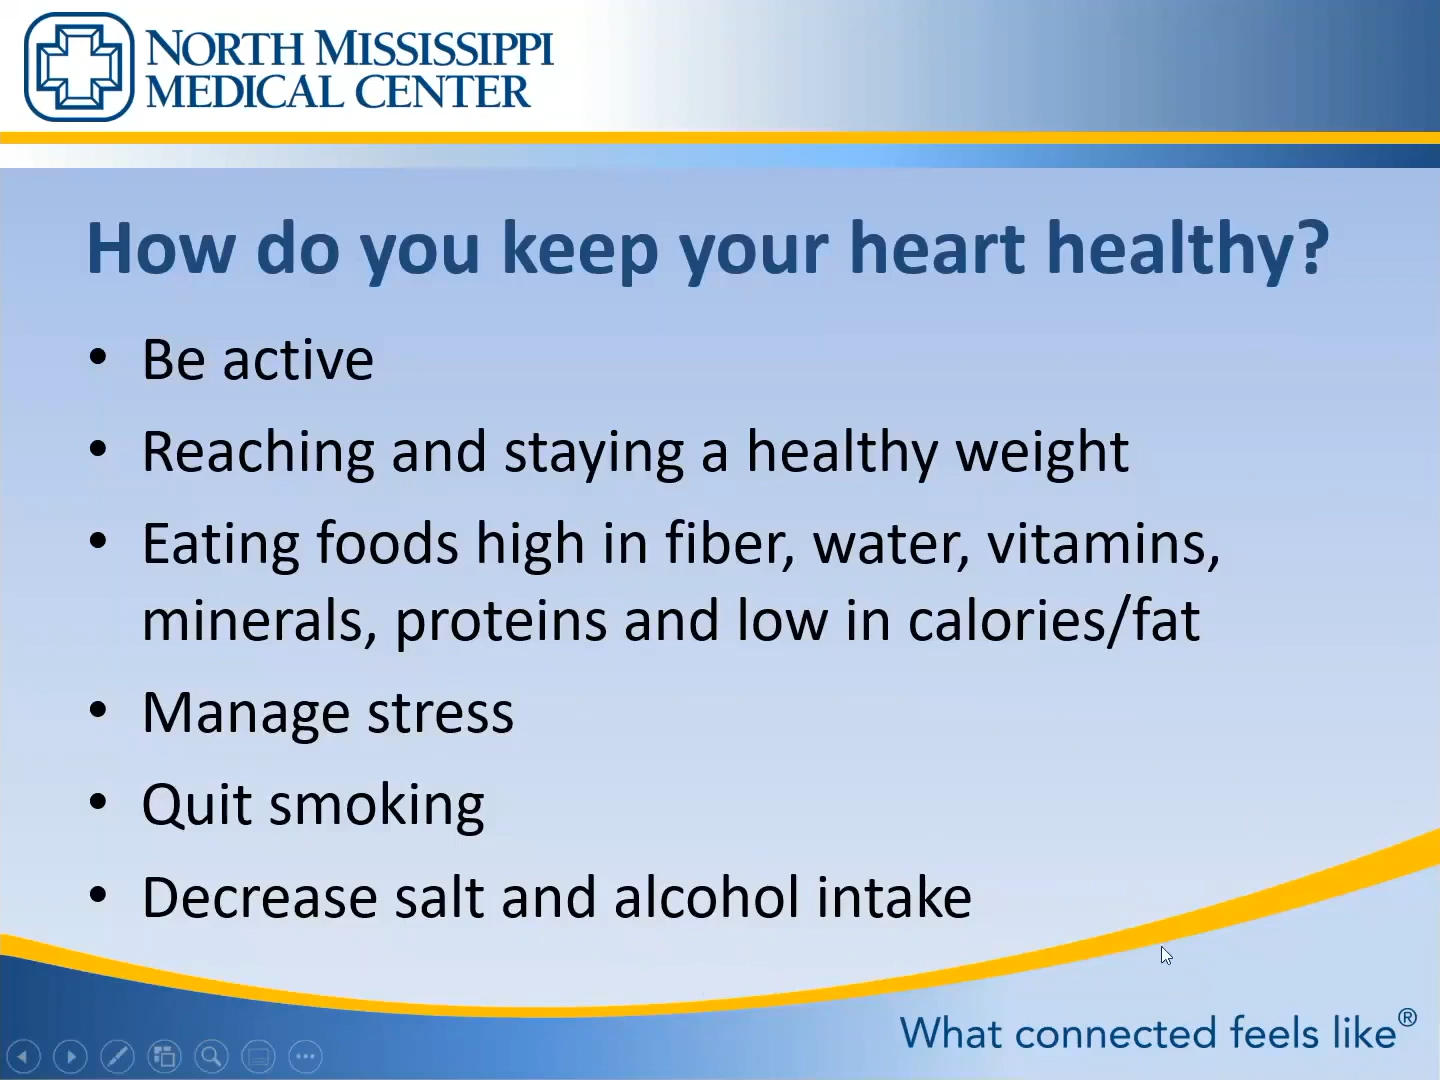 NORTH MISSISSIPPI
MEDICAL CENTER
How do you keep your heart healthy?
• Be active
• Reaching and staying a healthy weight
• Eating foods high in fiber, water, vitamins,
minerals, proteins and low in calories/fat
• Manage stress
• Quit smoking
• Decrease salt and alcohol intake
What connected feels like®